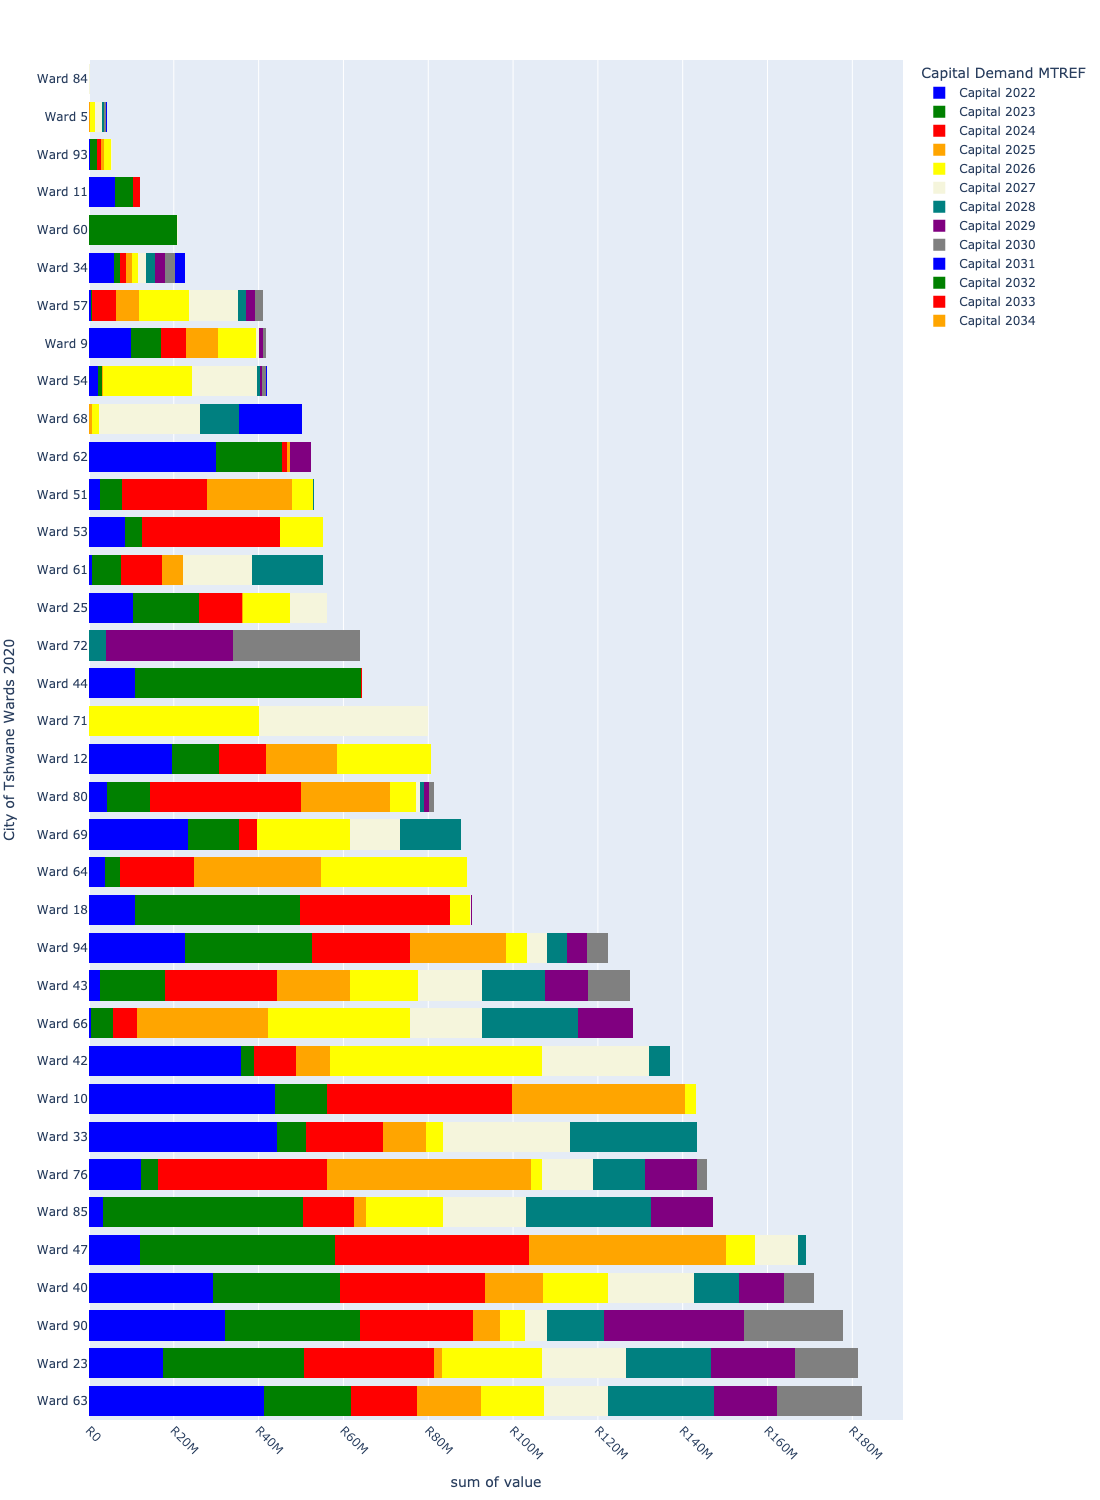 Capital Demand MTREF
Capital 2022
Capital 2023
Capital 2024
Capital 2025
Capital 2026
Capital 2027
Capital 2028
Capital 2029
Capital 2030
Capital 2031
Capital 2032
Capital 2033
Capital 2034
City of Tshwane Wards 2020
Ward 84
Ward 5
Ward 93
Ward 11
Ward 60
Ward 34
Ward 57
Ward 9
Ward 54
Ward 68
Ward 62
Ward 51
Ward 53
Ward 61
Ward 25
Ward 72
Ward 44
Ward 71
Ward 12
Ward 80
Ward 69
Ward 64
Ward 18
Ward 94
Ward 43
Ward 66
Ward 42
Ward 10
Ward 33
Ward 76
Ward 85
Ward 47
Ward 40
Ward 90
Ward 23
Ward 63
R0
R20M
R40M
R60M
R80M
R100M
R120M
R140M
R160M
R180M
sum of value